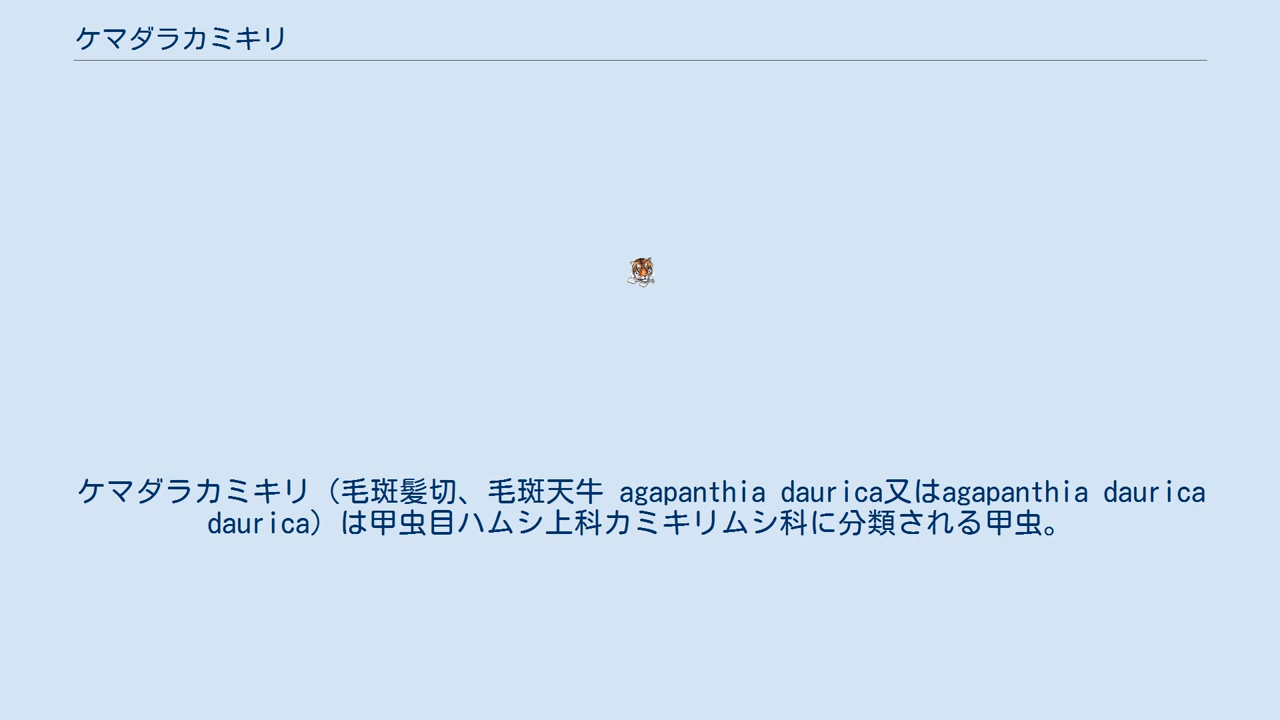 ケマダラカミキリ
ケマダラカミキリ（毛斑髪切、毛斑天牛 agapanthia daurica又はagapanthia daurica
daurica）は甲虫目ハムシ上科カミキリムシ科に分類される甲虫。